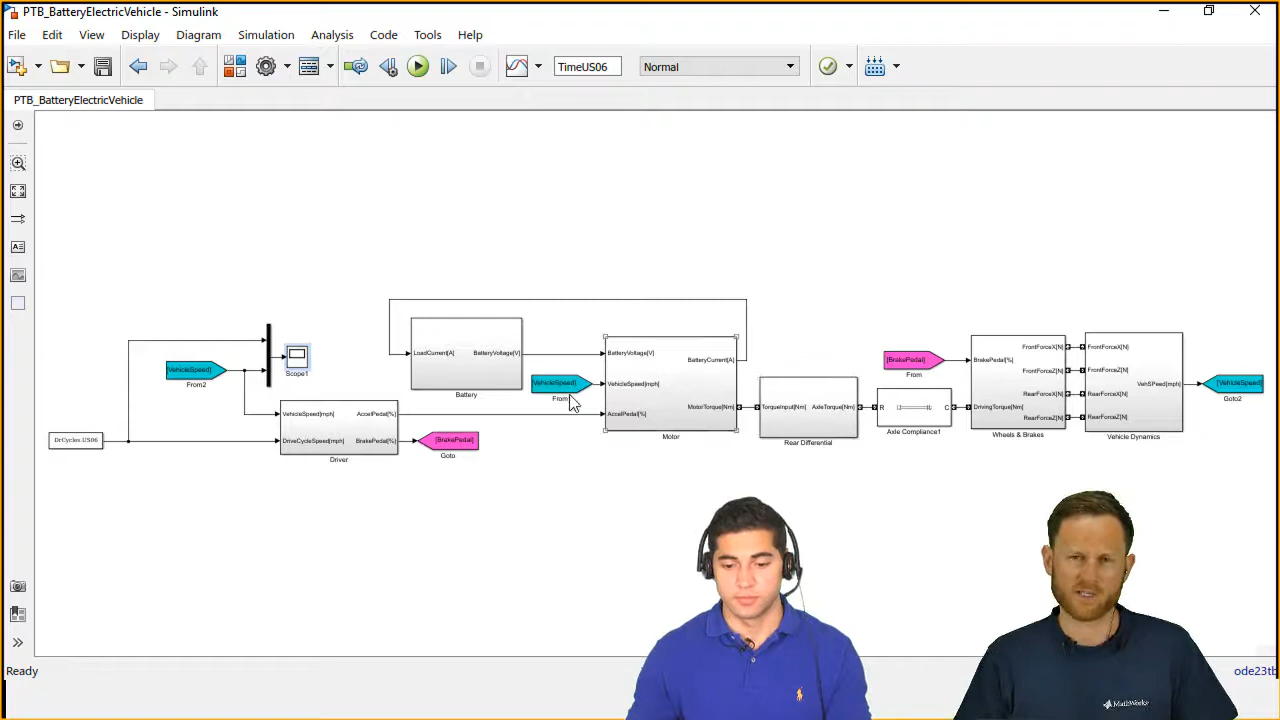 PTB_BatteryElectricVehicle - Simulink
File Edit View Display Diagram Simulation Analysis Code Tools Help
TimeUS06
Normal
PTB_BatteryElectricVehicle
DrCycles.US06
[VehicleSpeed]
From2
Scope1
VehicleSpeed[mph]
DriveCycleSpeed[mph]
AccelPedal[%]
BrakePedal[%]
Driver
[BrakePedal]
Goto
LoadCurrent[A]
BatteryVoltage[V]
Battery
[VehicleSpeed]
From
BatteryVoltage[V]
VehicleSpeed[mph]
AccelPedal[%]
BatteryCurrent[A]
MotorTorque[Nm]
Motor
TorqueInput[Nm]
AxleTorque[Nm]
Rear Differential
R
C
Axle Compliance1
[BrakePedal]
From
BrakePedal[%]
DrivingTorque[Nm]
FrontForceX[N]
FrontForceZ[N]
RearForceX[N]
RearForceZ[N]
Wheels & Brakes
FrontForceX[N]
FrontForceZ[N]
RearForceX[N]
RearForceZ[N]
VehSPeed[mph]
Vehicle Dynamics
[VehicleSpeed]
Goto2
MathWorks
Ready
ode23tb